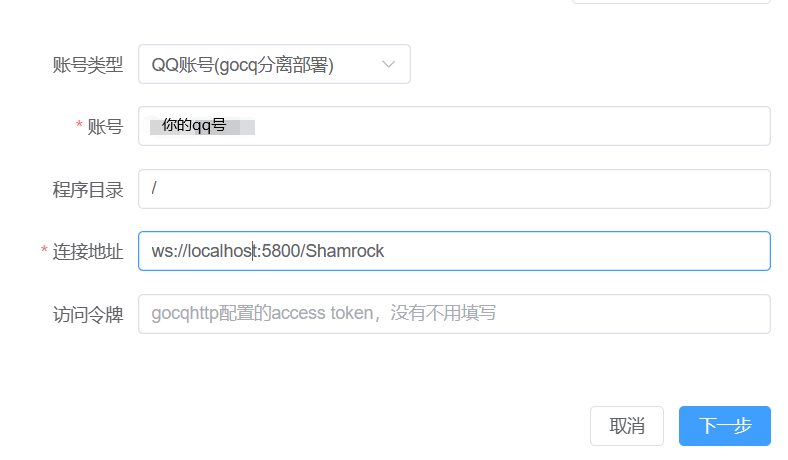 账号类型 QQ账号(gocq分离部署)
* 账号 你的qq号
程序目录 /
* 连接地址 ws://localhost:5800/Shamrock
访问令牌 gocqhttp配置的access token，没有不用填写
取消 下一步